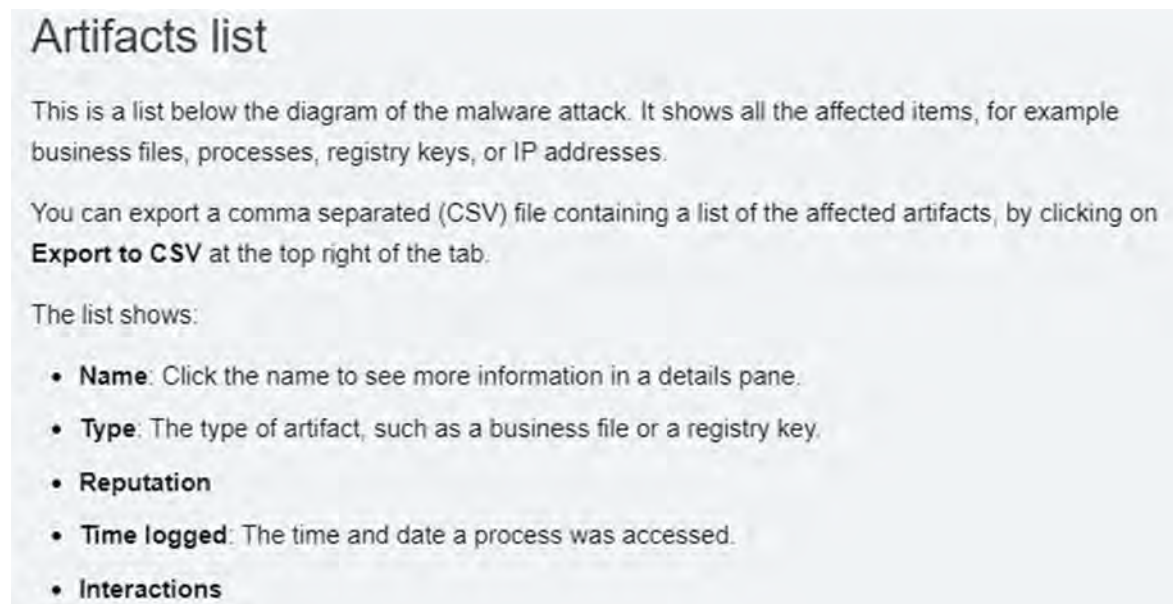 Artifacts list
This is a list below the diagram of the malware attack. It shows all the affected items, for example
business files, processes, registry keys, or IP addresses.
You can export a comma separated (CSV) file containing a list of the affected artifacts, by clicking on
Export to CSV at the top right of the tab.
The list shows:
• Name: Click the name to see more information in a details pane.
• Type: The type of artifact, such as a business file or a registry key.
• Reputation
• Time logged: The time and date a process was accessed.
• Interactions